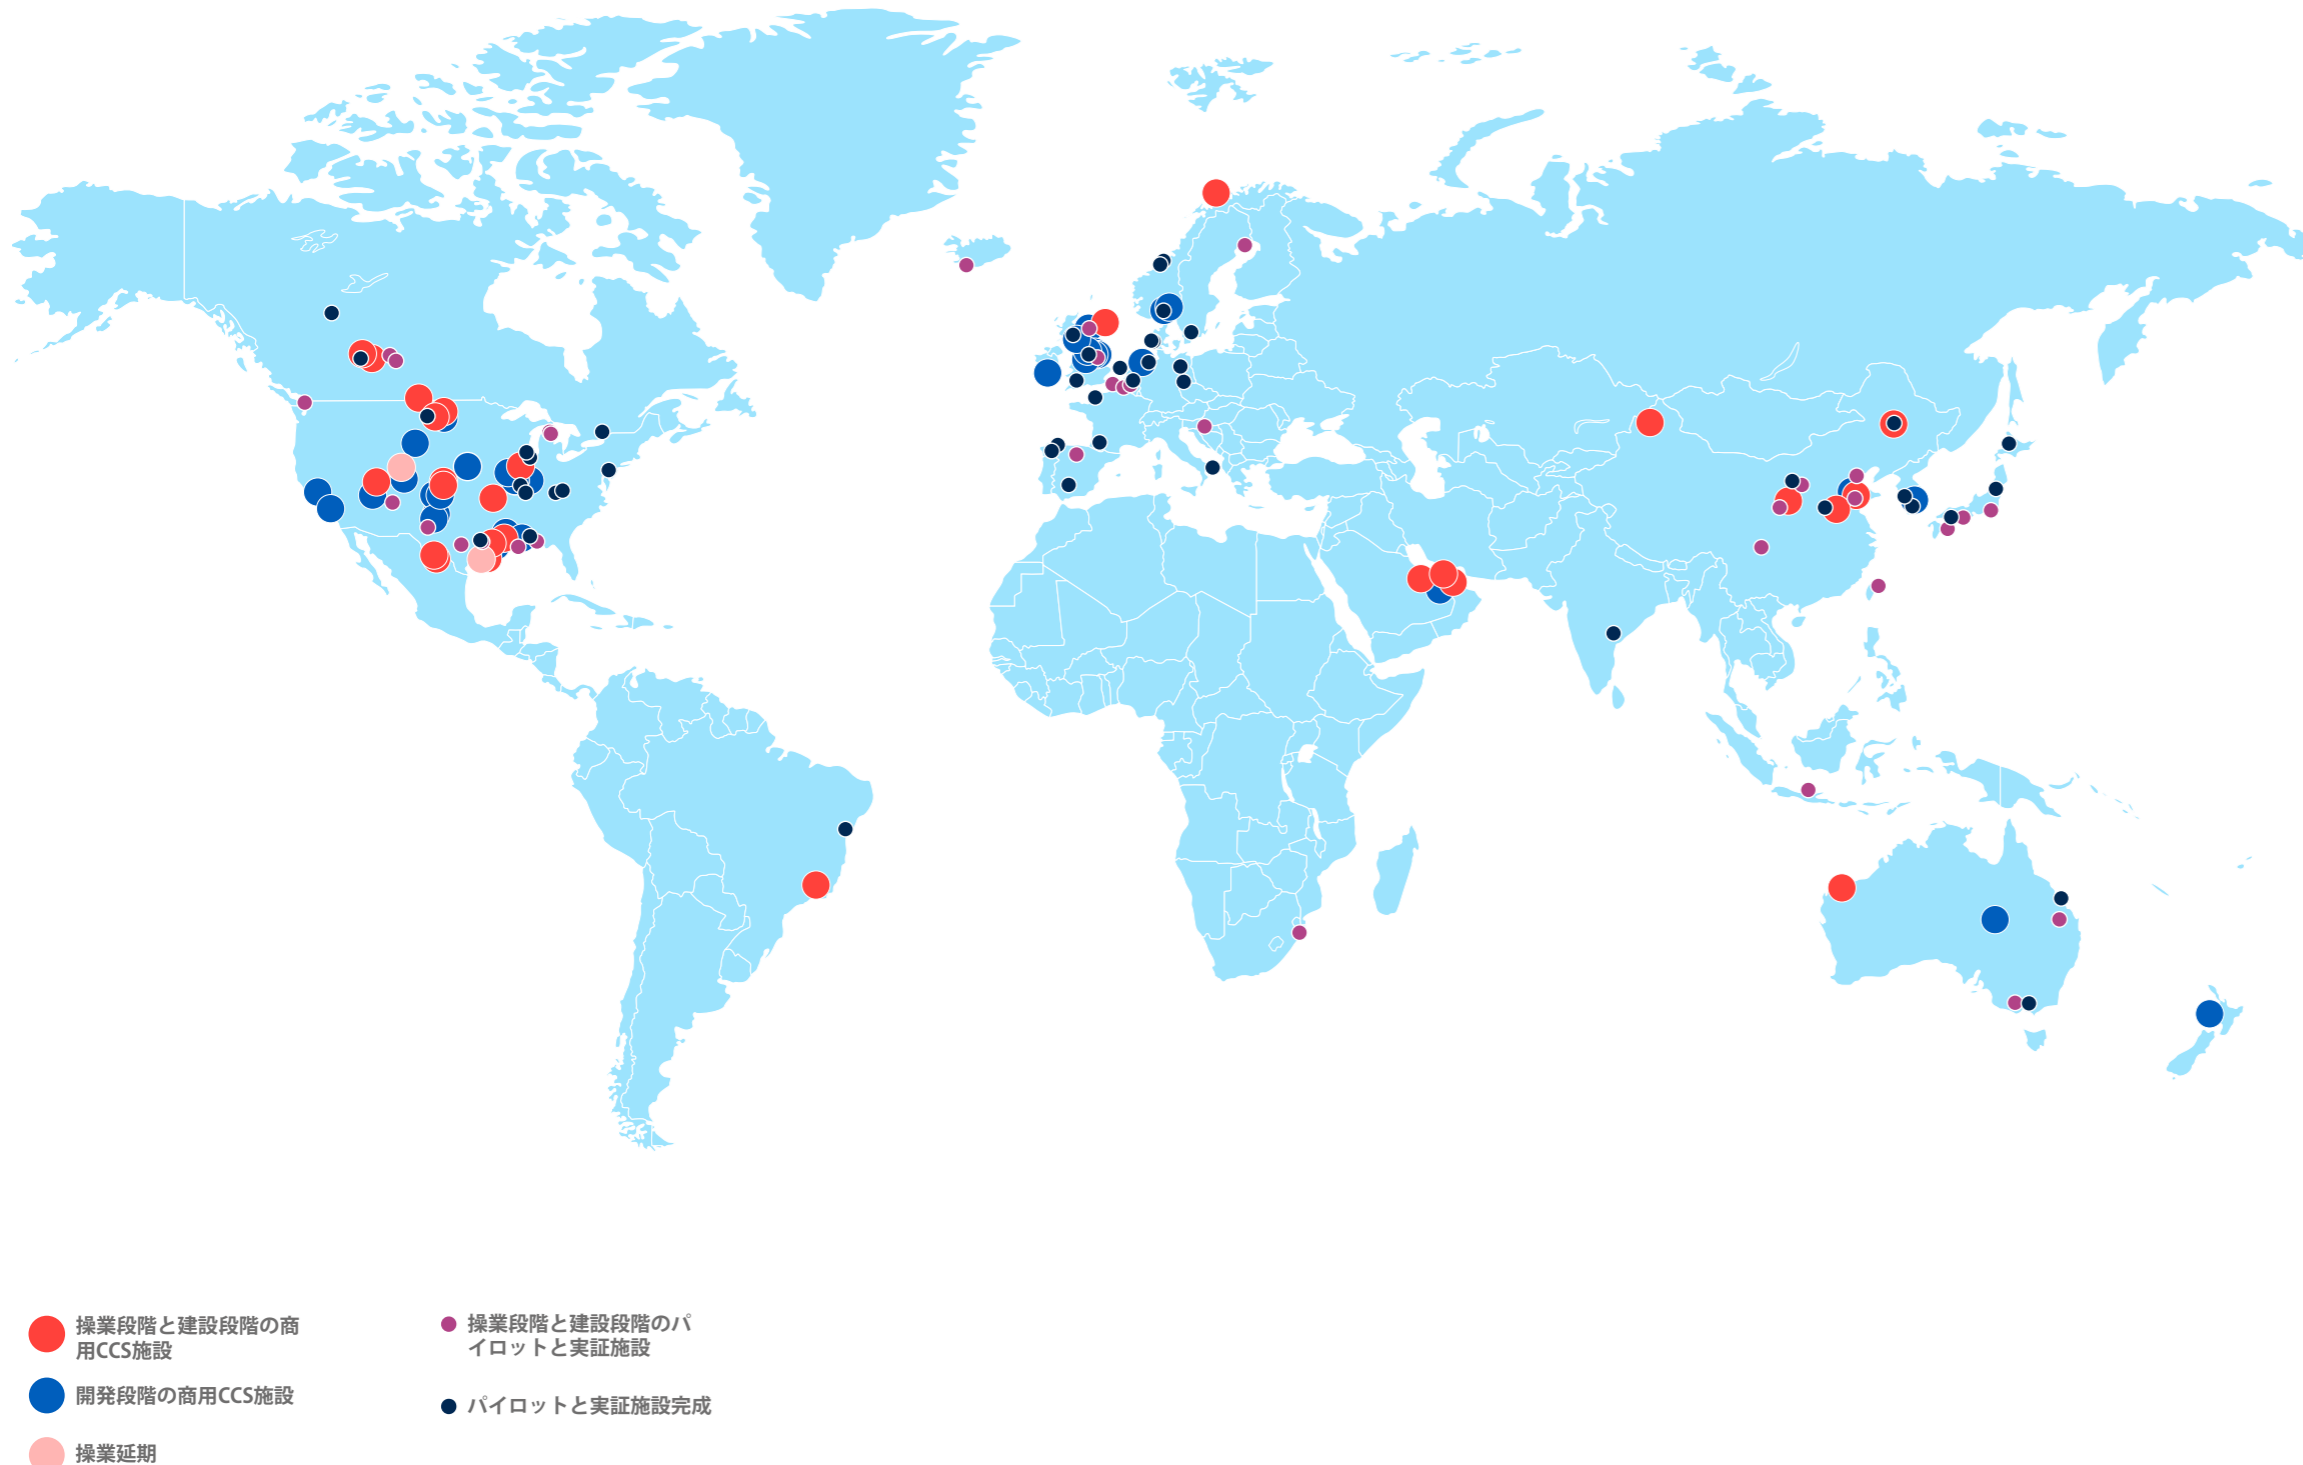 操業段階と建設段階の商
用CCS施設
開発段階の商用CCS施設
操業延期
操業段階と建設段階のパ
イロットと実証施設
パイロットと実証施設完成